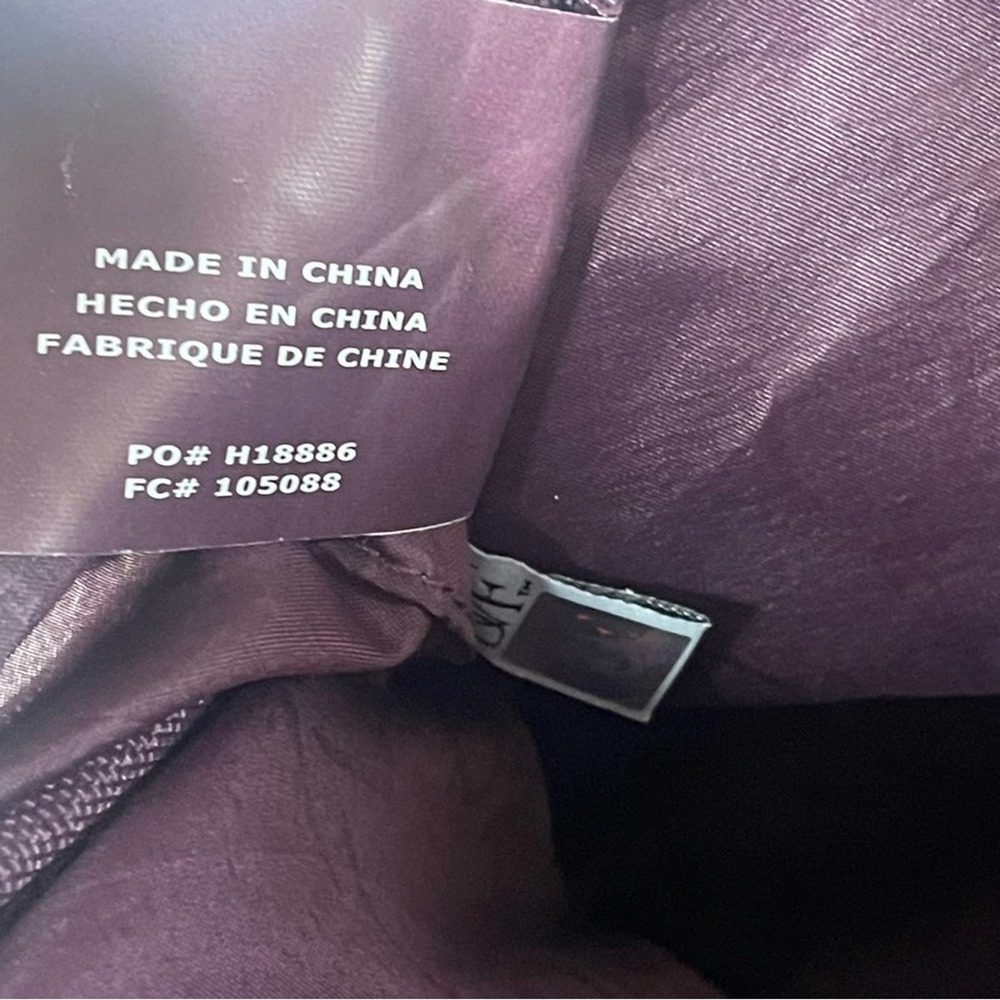 MADE IN CHINA
HECHO EN CHINA
FABRIQUE DE CHINE
PO# H18886
FC# 105088